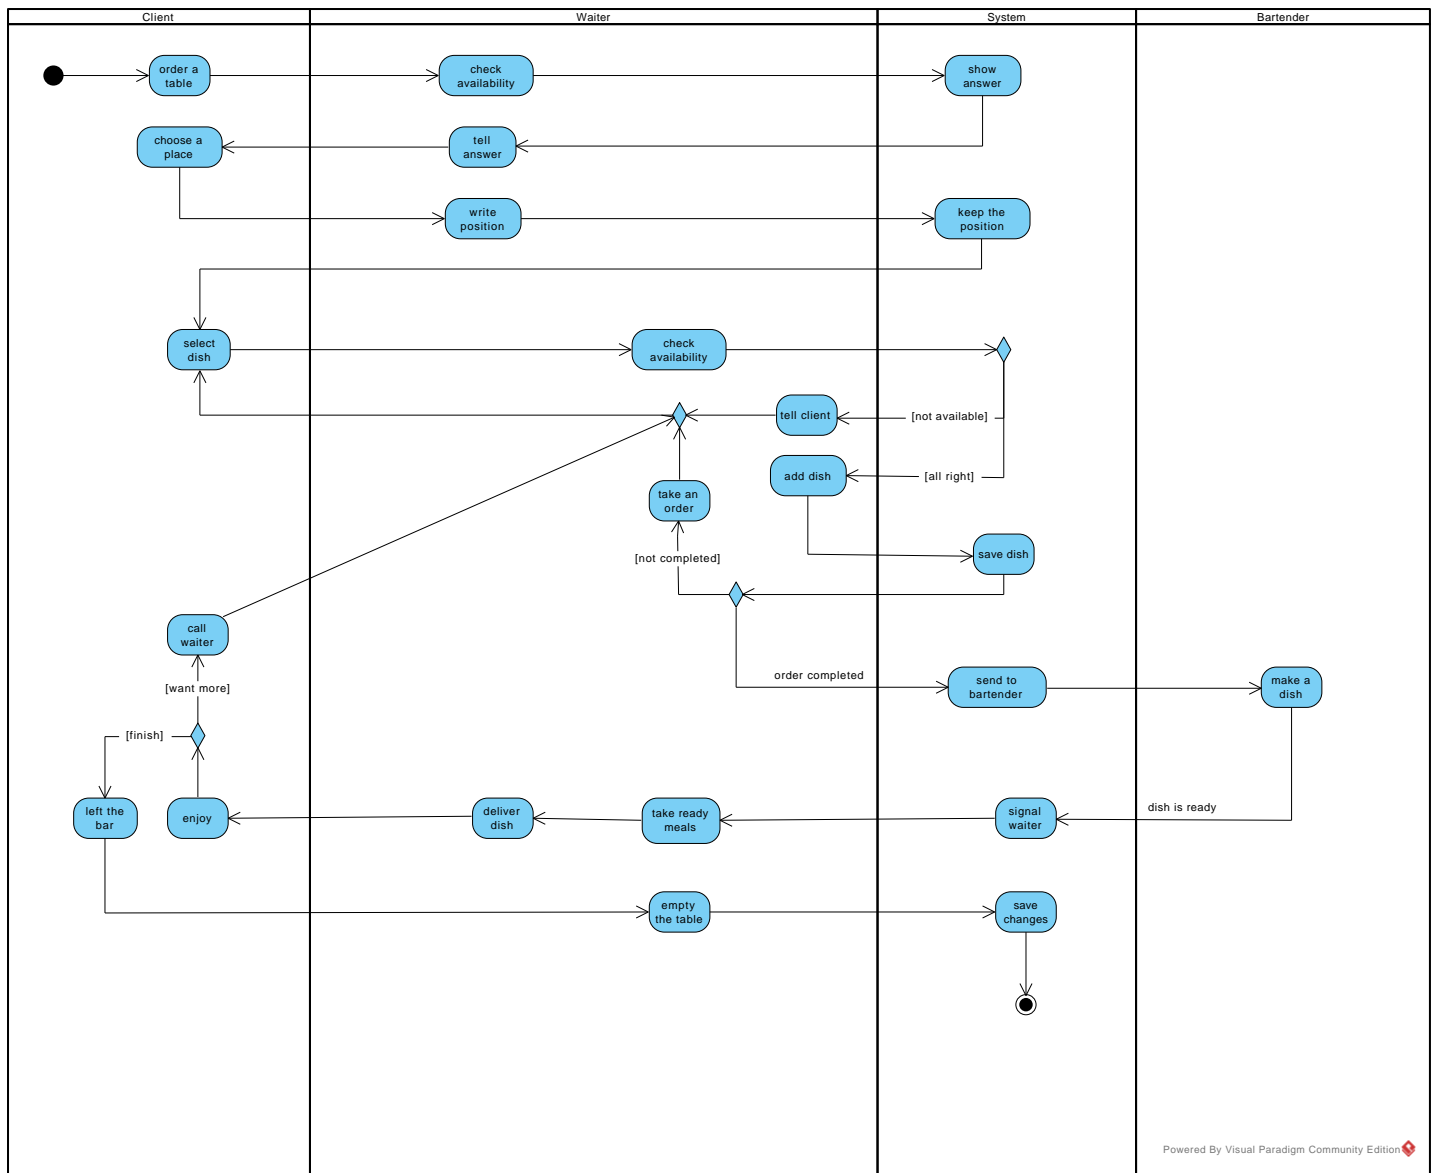 Client
Waiter
System
Bartender
order a
table
check
availability
show
answer
choose a
place
tell
answer
write
position
keep the
position
select
dish
check
availability
tell client
[not available]
add dish
[all right]
take an
order
save dish
[not completed]
call
waiter
order completed
send to
bartender
make a
dish
[want more]
[finish]
left the
bar
enjoy
deliver
dish
take ready
meals
signal
waiter
dish is ready
empty
the table
save
changes
Powered By Visual Paradigm Community Edition